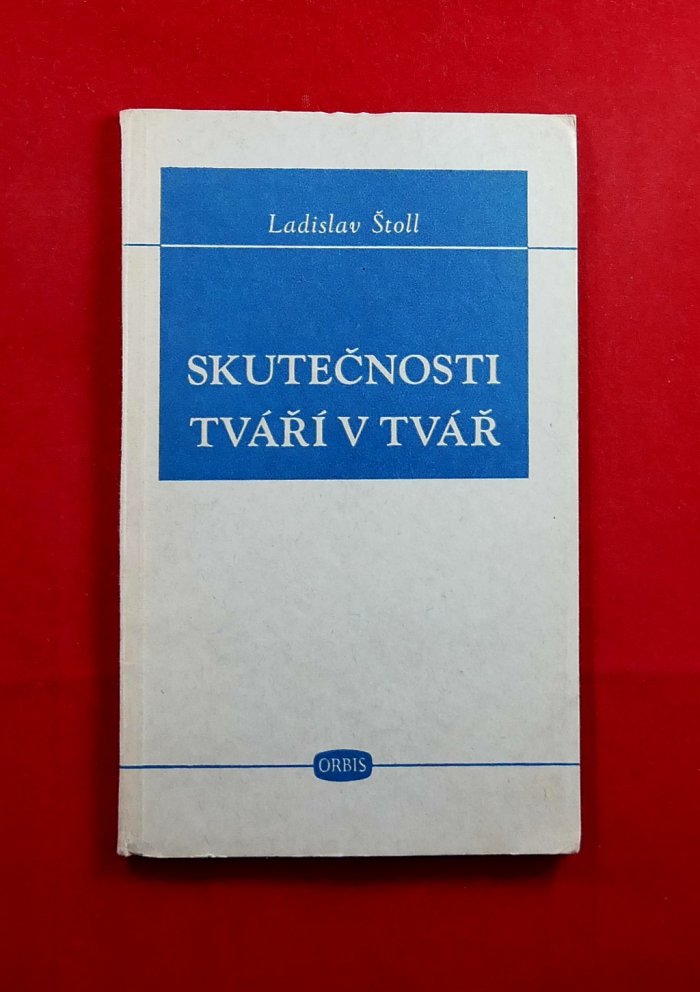 Ladislav Štoll
SKUTEČNOSTI
TVÁŘÍ V TVÁŘ
ORBIS